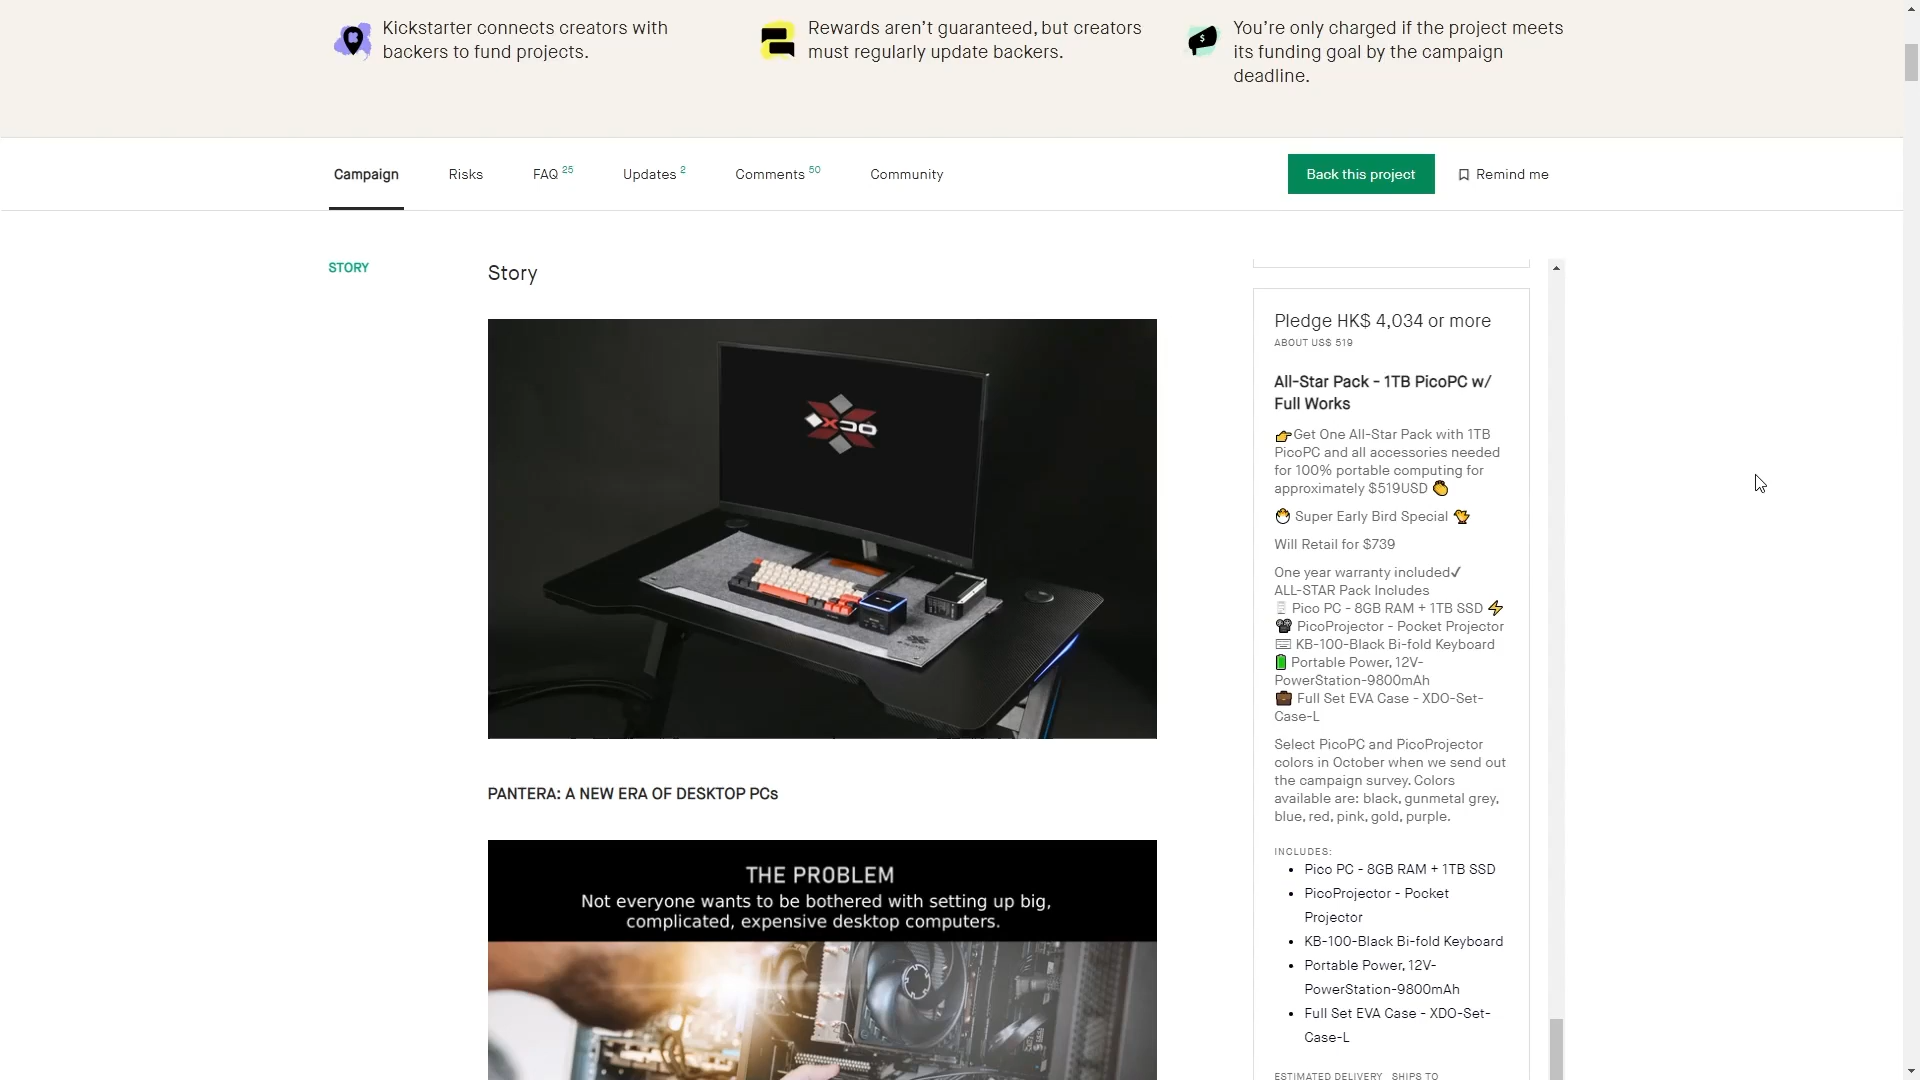 Kickstarter connects creators with
backers to fund projects.
Rewards aren’t guaranteed, but creators
must regularly update backers.
$
You’re only charged if the project meets
its funding goal by the campaign
deadline.
Campaign
Risks
FAQ 25
Updates 2
Comments 50
Community
Back this project
Remind me
STORY
Story
XDO
PANTERA: A NEW ERA OF DESKTOP PCs
THE PROBLEM
Not everyone wants to be bothered with setting up big,
complicated, expensive desktop computers.
Pledge HK$ 4,034 or more
ABOUT US$ 519
All-Star Pack - 1TB PicoPC w/
Full Works
👉Get One All-Star Pack with 1TB
PicoPC and all accessories needed
for 100% portable computing for
approximately $519USD 👏
🐣 Super Early Bird Special 🐤
Will Retail for $739
One year warranty included✓
ALL-STAR Pack Includes
Pico PC - 8GB RAM + 1TB SSD ⚡
🎥 PicoProjector - Pocket Projector
⌨ KB-100-Black Bi-fold Keyboard
🔋 Portable Power, 12V-
PowerStation-9800mAh
💼 Full Set EVA Case - XDO-Set-
Case-L
Select PicoPC and PicoProjector
colors in October when we send out
the campaign survey. Colors
available are: black, gunmetal grey,
blue, red, pink, gold, purple.
INCLUDES:
• Pico PC - 8GB RAM + 1TB SSD
• PicoProjector - Pocket
Projector
• KB-100-Black Bi-fold Keyboard
• Portable Power, 12V-
PowerStation-9800mAh
• Full Set EVA Case - XDO-Set-
Case-L
ESTIMATED DELIVERY SHIPS TO